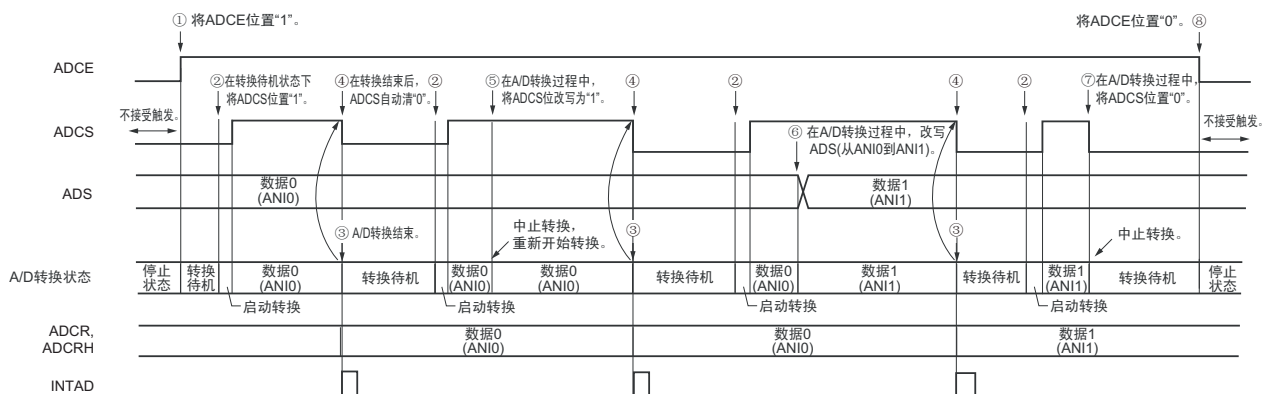 ① 将ADCE位置“1”。
将ADCE位置“0”。⑧
ADCE
②在转换待机状态下
将ADCS位置“1”。
④在转换结束后，
ADCS自动清“0”。
②
⑤在A/D转换过程中，
将ADCS位改写为“1”。
④
②
④
②
⑦在A/D转换过程中，
将ADCS位置“0”。
不接受触发。
不接受触发。
ADCS
⑥ 在A/D转换过程中，改写
ADS(从ANI0到ANI1)。
ADS
数据0
(ANI0)
数据1
(ANI1)
③ A/D转换结束。
中止转换，
重新开始转换。
③
③
中止转换。
A/D转换状态
停止
状态
转换
待机
数据0
(ANI0)
转换待机
数据0
(ANI0)
数据0
(ANI0)
转换待机
数据0
(ANI0)
数据1
(ANI1)
转换待机
数据1
(ANI1)
转换待机
停止
状态
启动转换
启动转换
启动转换
启动转换
ADCR,
ADCRH
数据0
(ANI0)
数据0
(ANI0)
数据1
(ANI1)
INTAD